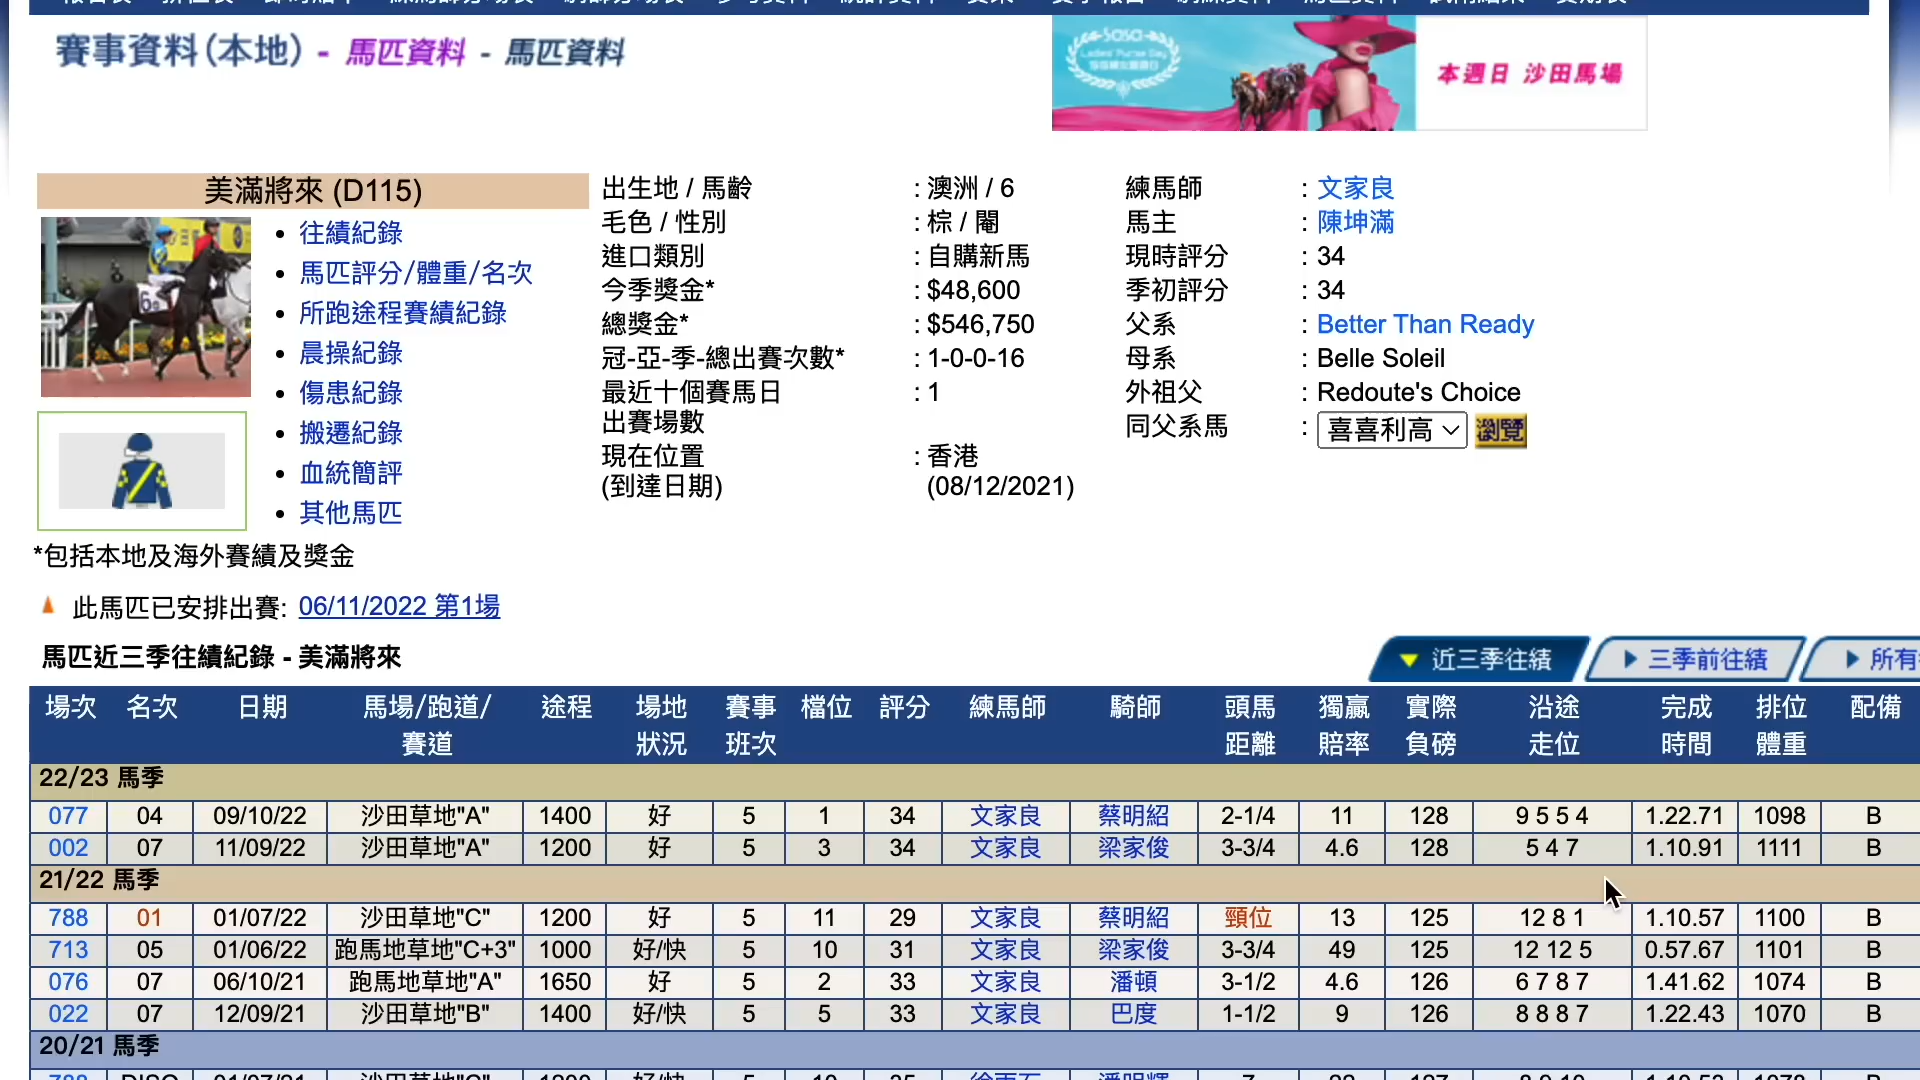 賽事資料(本地) - 馬匹資料 - 馬匹資料
SaSa
Ladies' Purse Day
本週日 沙田馬場
美滿將來 (D115)
往績紀錄
馬匹評分/體重/名次
所跑途程賽績紀錄
晨操紀錄
傷患紀錄
搬遷紀錄
血統簡評
其他馬匹
出生地 / 馬齡 : 澳洲 / 6
毛色 / 性別 : 棕 / 閹
進口類別 : 自購新馬
今季獎金* : $48,600
總獎金* : $546,750
冠-亞-季-總出賽次數* : 1-0-0-16
最近十個賽馬日 : 1
出賽場數
現在位置 : 香港
(到達日期) (08/12/2021)
練馬師 : 文家良
馬主 : 陳坤滿
現時評分 : 34
季初評分 : 34
父系 : Better Than Ready
母系 : Belle Soleil
外祖父 : Redoute's Choice
同父系馬 : 喜喜利高 瀏覽
*包括本地及海外賽績及獎金
此馬匹已安排出賽: 06/11/2022 第1場
馬匹近三季往績紀錄 - 美滿將來
近三季往績 三季前往績 所有
場次 名次 日期 馬場/跑道/ 途程 場地 賽事 檔位 評分 練馬師 騎師 頭馬 獨贏 實際 沿途 完成 排位 配備
賽道 狀況 班次 距離 賠率 負磅 走位 時間 體重
22/23 馬季
077 04 09/10/22 沙田草地"A" 1400 好 5 1 34 文家良 蔡明紹 2-1/4 11 128 9 5 5 4 1.22.71 1098 B
002 07 11/09/22 沙田草地"A" 1200 好 5 3 34 文家良 梁家俊 3-3/4 4.6 128 5 4 7 1.10.91 1111 B
21/22 馬季
788 01 01/07/22 沙田草地"C" 1200 好 5 11 29 文家良 蔡明紹 頸位 13 125 12 8 1 1.10.57 1100 B
713 05 01/06/22 跑馬地草地"C+3" 1000 好/快 5 10 31 文家良 梁家俊 3-3/4 49 125 12 12 5 0.57.67 1101 B
076 07 06/10/21 跑馬地草地"A" 1650 好 5 2 33 文家良 潘頓 3-1/2 4.6 126 6 7 8 7 1.41.62 1074 B
022 07 12/09/21 沙田草地"B" 1400 好/快 5 5 33 文家良 巴度 1-1/2 9 126 8 8 8 7 1.22.43 1070 B
20/21 馬季